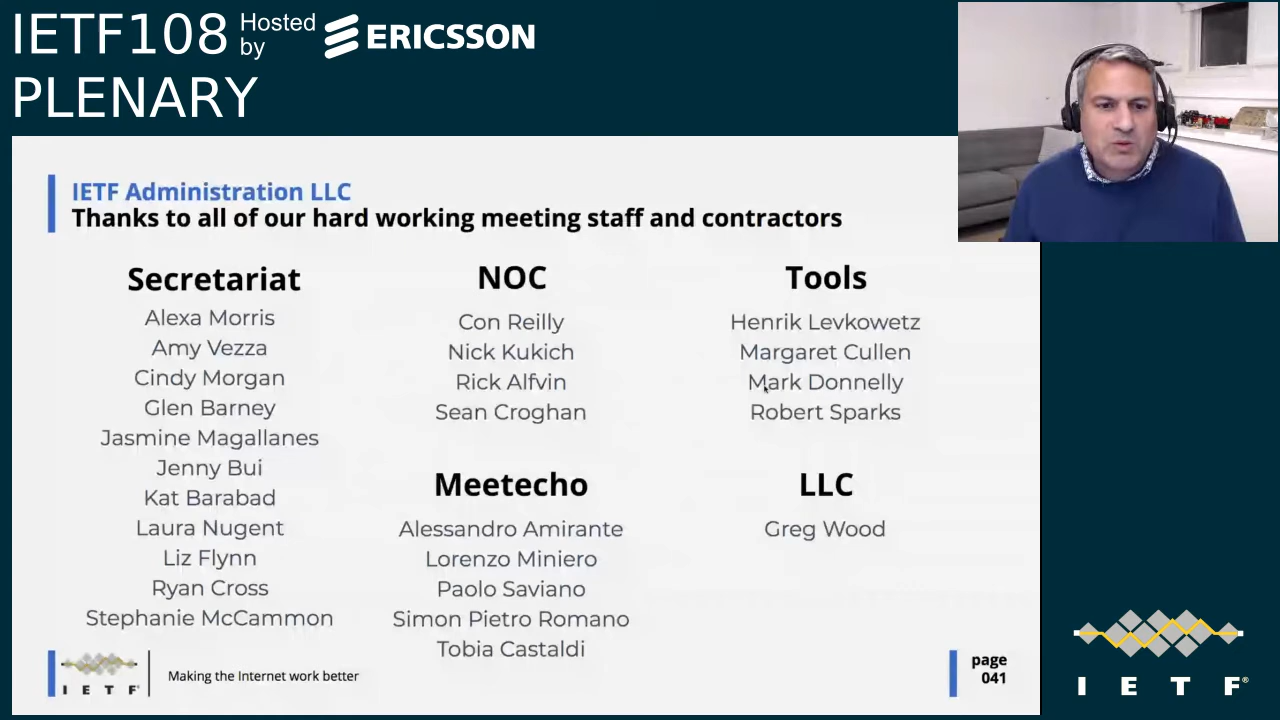 IETF108 Hosted by ERICSSON
PLENARY
IETF Administration LLC
Thanks to all of our hard working meeting staff and contractors
Secretariat
Alexa Morris
Amy Vezza
Cindy Morgan
Glen Barney
Jasmine Magallanes
Jenny Bui
Kat Barabad
Laura Nugent
Liz Flynn
Ryan Cross
Stephanie McCammon
NOC
Con Reilly
Nick Kukich
Rick Alfvin
Sean Croghan
Meetecho
Alessandro Amirante
Lorenzo Miniero
Paolo Saviano
Simon Pietro Romano
Tobia Castaldi
Tools
Henrik Levkowetz
Margaret Cullen
Mark Donnelly
Robert Sparks
LLC
Greg Wood
I E T F
Making the Internet work better
page
041
I E T F®